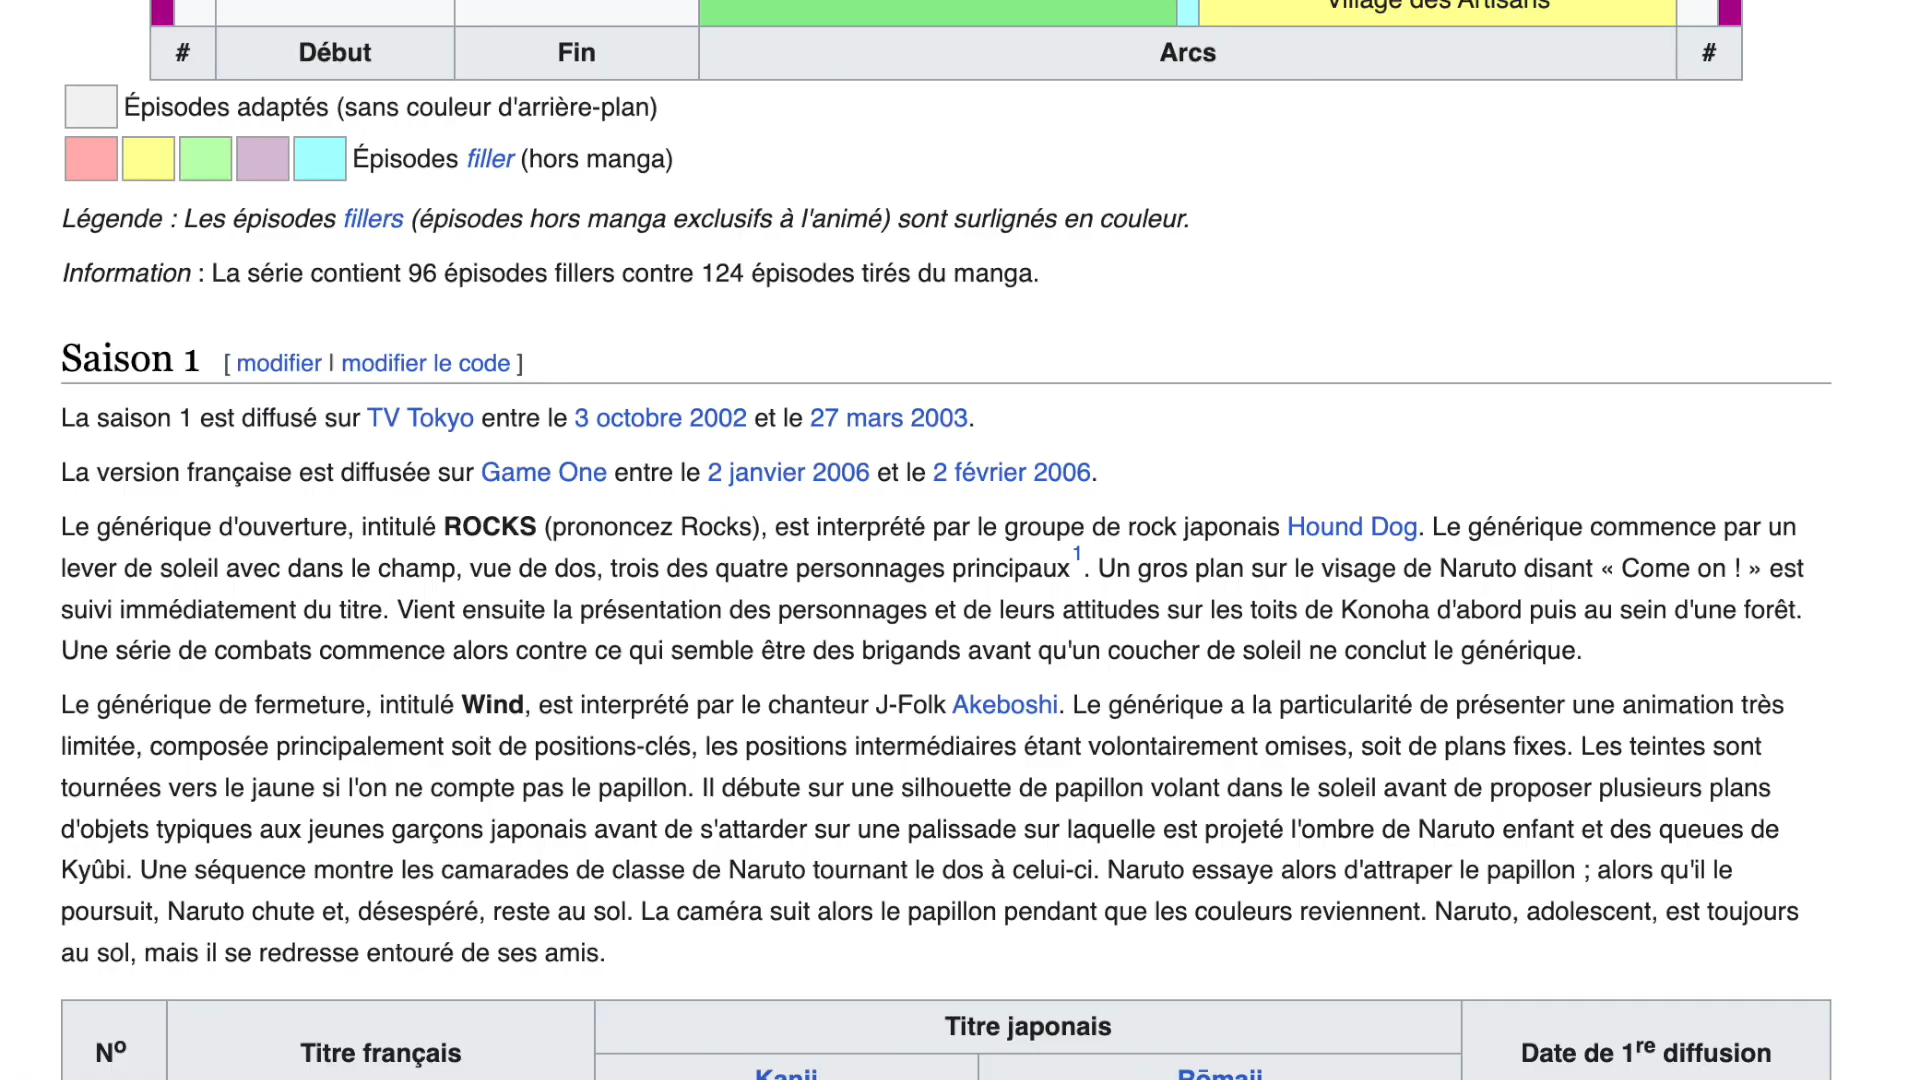 Village des Artisans
# Début Fin Arcs #
Épisodes adaptés (sans couleur d'arrière-plan)
Épisodes filler (hors manga)
Légende : Les épisodes fillers (épisodes hors manga exclusifs à l'animé) sont surlignés en couleur.
Information : La série contient 96 épisodes fillers contre 124 épisodes tirés du manga.
Saison 1 [ modifier | modifier le code ]
La saison 1 est diffusé sur TV Tokyo entre le 3 octobre 2002 et le 27 mars 2003.
La version française est diffusée sur Game One entre le 2 janvier 2006 et le 2 février 2006.
Le générique d'ouverture, intitulé ROCKS (prononcez Rocks), est interprété par le groupe de rock japonais Hound Dog. Le générique commence par un
lever de soleil avec dans le champ, vue de dos, trois des quatre personnages principaux 1. Un gros plan sur le visage de Naruto disant « Come on ! » est
suivi immédiatement du titre. Vient ensuite la présentation des personnages et de leurs attitudes sur les toits de Konoha d'abord puis au sein d'une forêt.
Une série de combats commence alors contre ce qui semble être des brigands avant qu'un coucher de soleil ne conclut le générique.
Le générique de fermeture, intitulé Wind, est interprété par le chanteur J-Folk Akeboshi. Le générique a la particularité de présenter une animation très
limitée, composée principalement soit de positions-clés, les positions intermédiaires étant volontairement omises, soit de plans fixes. Les teintes sont
tournées vers le jaune si l'on ne compte pas le papillon. Il débute sur une silhouette de papillon volant dans le soleil avant de proposer plusieurs plans
d'objets typiques aux jeunes garçons japonais avant de s'attarder sur une palissade sur laquelle est projeté l'ombre de Naruto enfant et des queues de
Kyûbi. Une séquence montre les camarades de classe de Naruto tournant le dos à celui-ci. Naruto essaye alors d'attraper le papillon ; alors qu'il le
poursuit, Naruto chute et, désespéré, reste au sol. La caméra suit alors le papillon pendant que les couleurs reviennent. Naruto, adolescent, est toujours
au sol, mais il se redresse entouré de ses amis.
Nº Titre français Titre japonais Date de 1re diffusion
Kanji Rōmaji